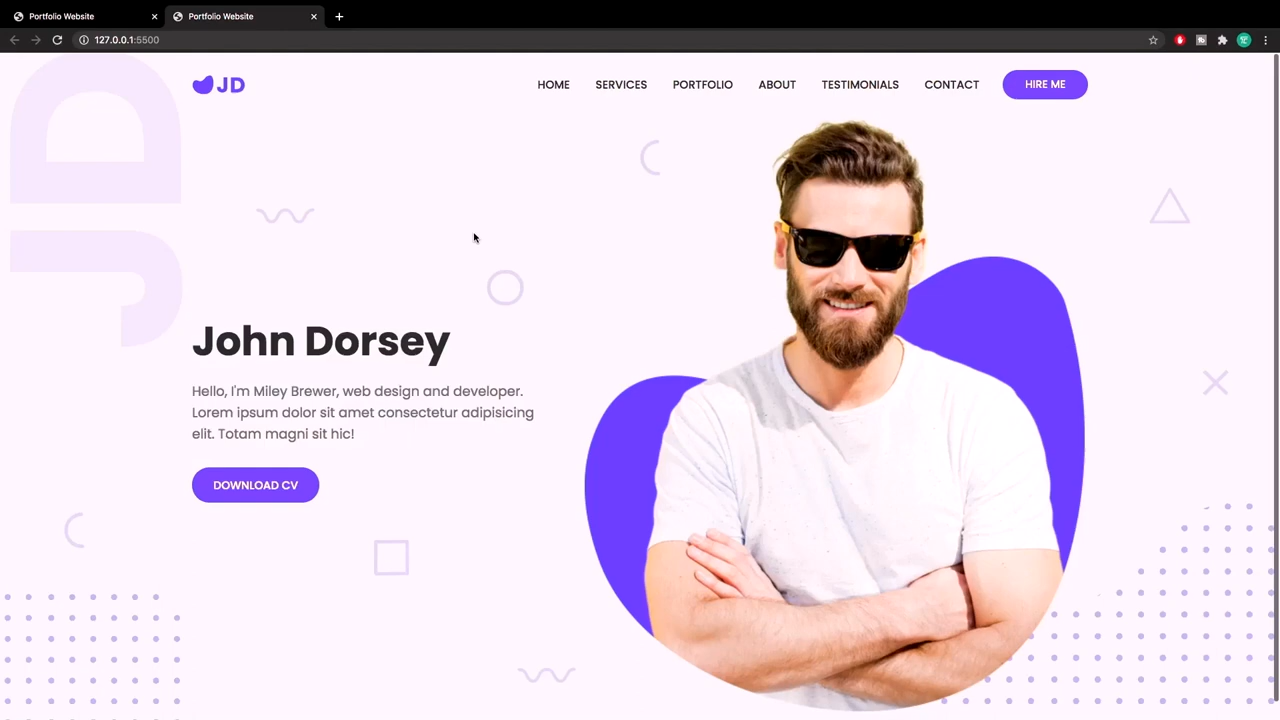 Portfolio Website
Portfolio Website
127.0.0.1:5500
JD
JD
HOME SERVICES PORTFOLIO ABOUT TESTIMONIALS CONTACT HIRE ME
John Dorsey
Hello, I'm Miley Brewer, web design and developer.
Lorem ipsum dolor sit amet consectetur adipisicing
elit. Totam magni sit hic!
DOWNLOAD CV